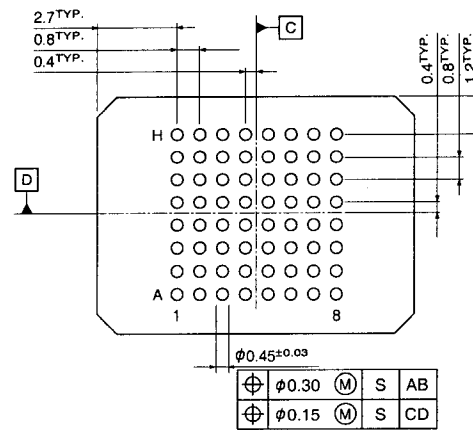 2.7TYP.
0.8TYP.
0.4TYP.
C
0.4TYP.
0.8TYP.
1.2TYP.
H
D
A
1
8
ϕ0.45±0.03
⌖ ϕ0.30 Ⓜ S AB
⌖ ϕ0.15 Ⓜ S CD